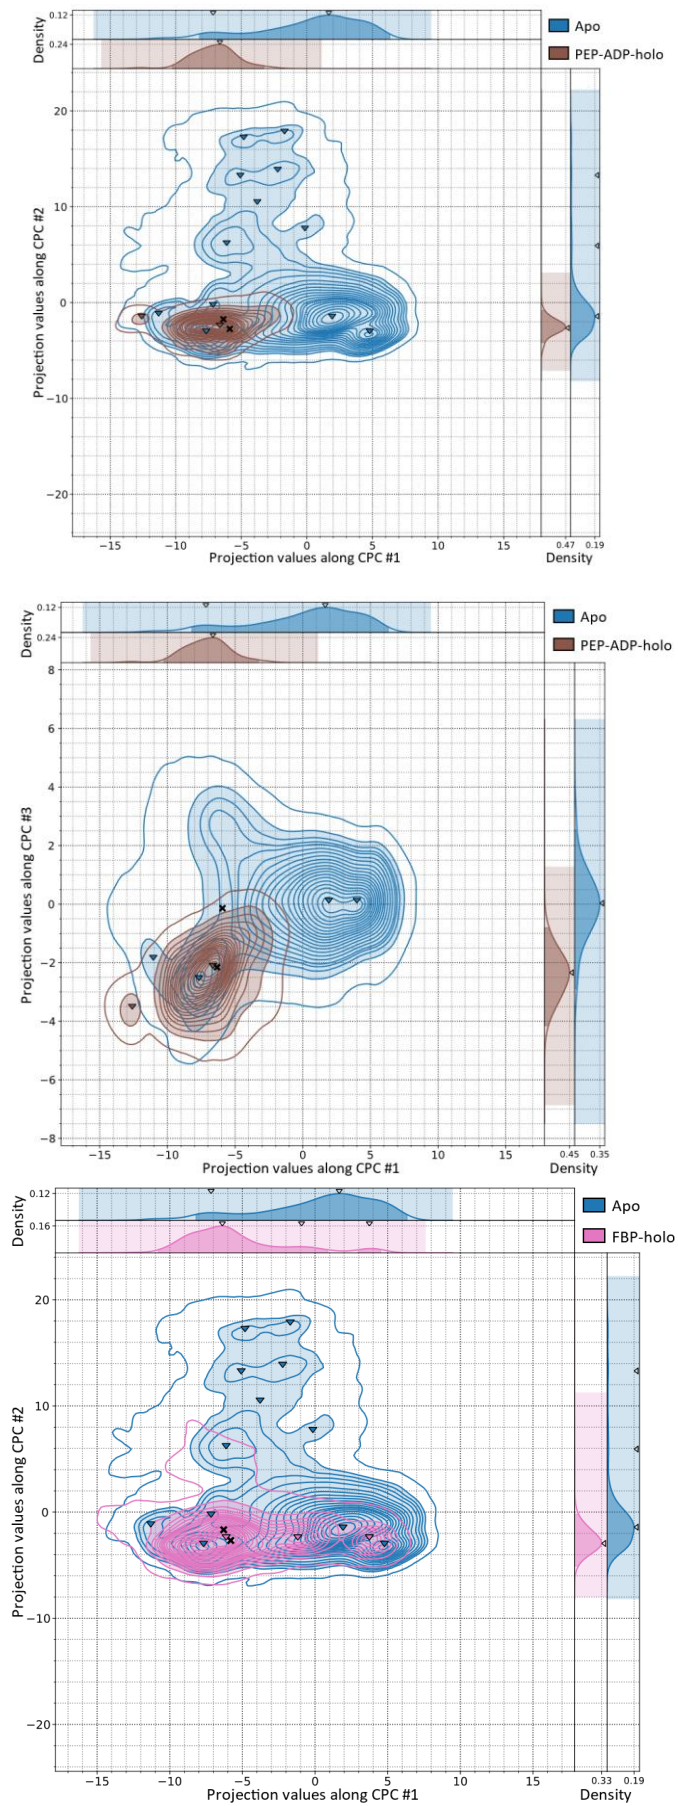 Density
0.12
0.24
Apo
PEP-ADP-holo
Projection values along CPC #2
20
10
0
−10
−20
−15 −10 −5 0 5 10 15
0.47 0.19
Projection values along CPC #1
Density
Density
0.12
0.24
Apo
PEP-ADP-holo
Projection values along CPC #3
8
6
4
2
0
−2
−4
−6
−8
−15 −10 −5 0 5 10 15
0.45 0.35
Projection values along CPC #1
Density
Density
0.12
0.16
Apo
FBP-holo
Projection values along CPC #2
20
10
0
−10
−20
−15 −10 −5 0 5 10 15
0.33 0.19
Projection values along CPC #1
Density